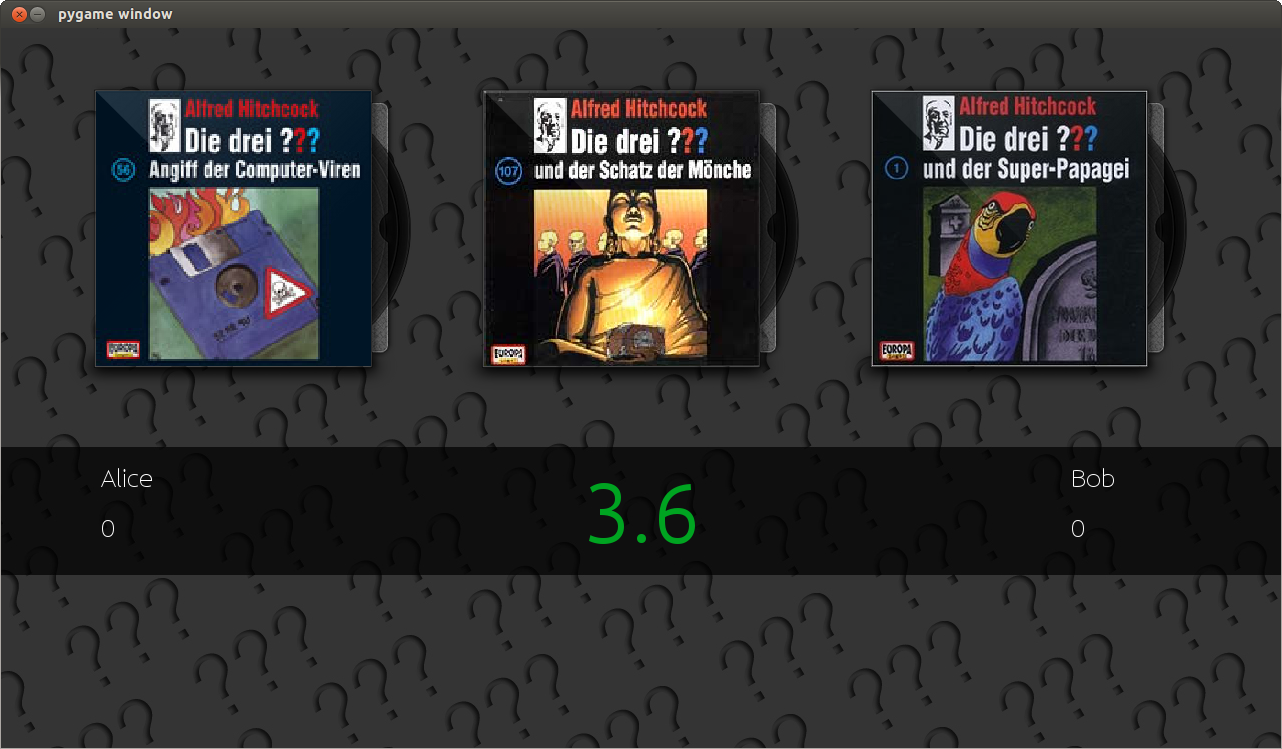 pygame window
Alfred Hitchcock
Die drei ???
56
Angiff der Computer-Viren
EUROPA
Alfred Hitchcock
Die drei ???
107
und der Schatz der Mönche
EUROPA
Alfred Hitchcock
Die drei ???
1
und der Super-Papagei
EUROPA
Alice
0
3.6
Bob
0